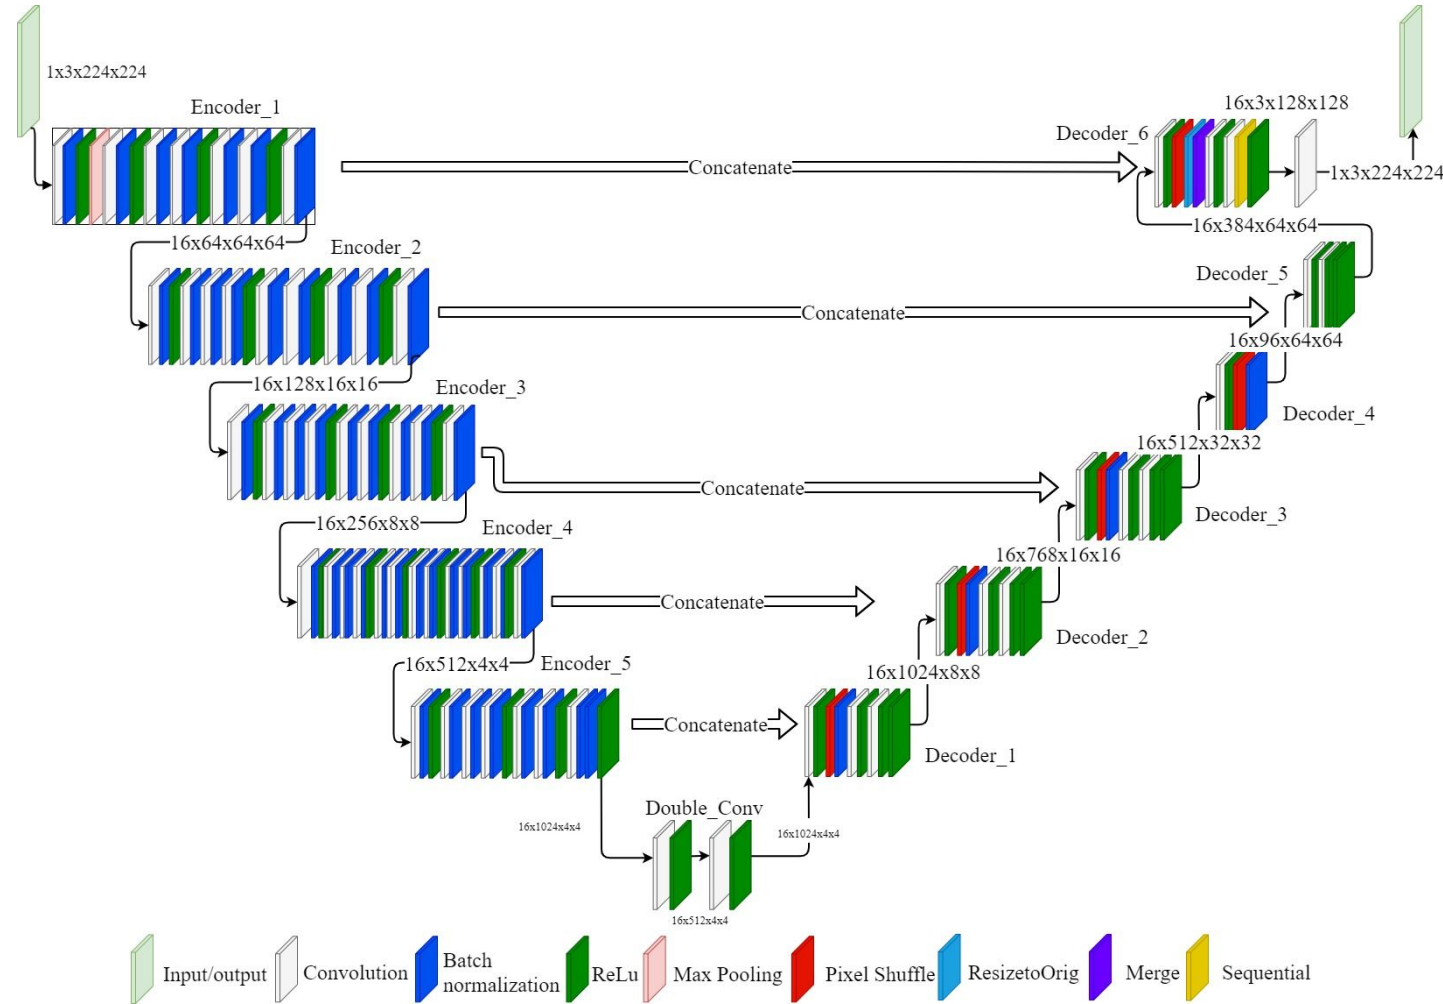 1x3x224x224
Encoder_1
16x3x128x128
Decoder_6
Concatenate
1x3x224x224
16x64x64x64
Encoder_2
16x384x64x64
Decoder_5
Concatenate
16x96x64x64
16x128x16x16
Encoder_3
Decoder_4
16x512x32x32
Concatenate
16x256x8x8
Encoder_4
Decoder_3
16x768x16x16
Concatenate
Decoder_2
16x512x4x4
Encoder_5
16x1024x8x8
Concatenate
Decoder_1
Double_Conv
16x1024x4x4
16x1024x4x4
16x512x4x4
Input/output
Convolution
Batch
normalization
ReLu
Max Pooling
Pixel Shuffle
ResizetoOrig
Merge
Sequential